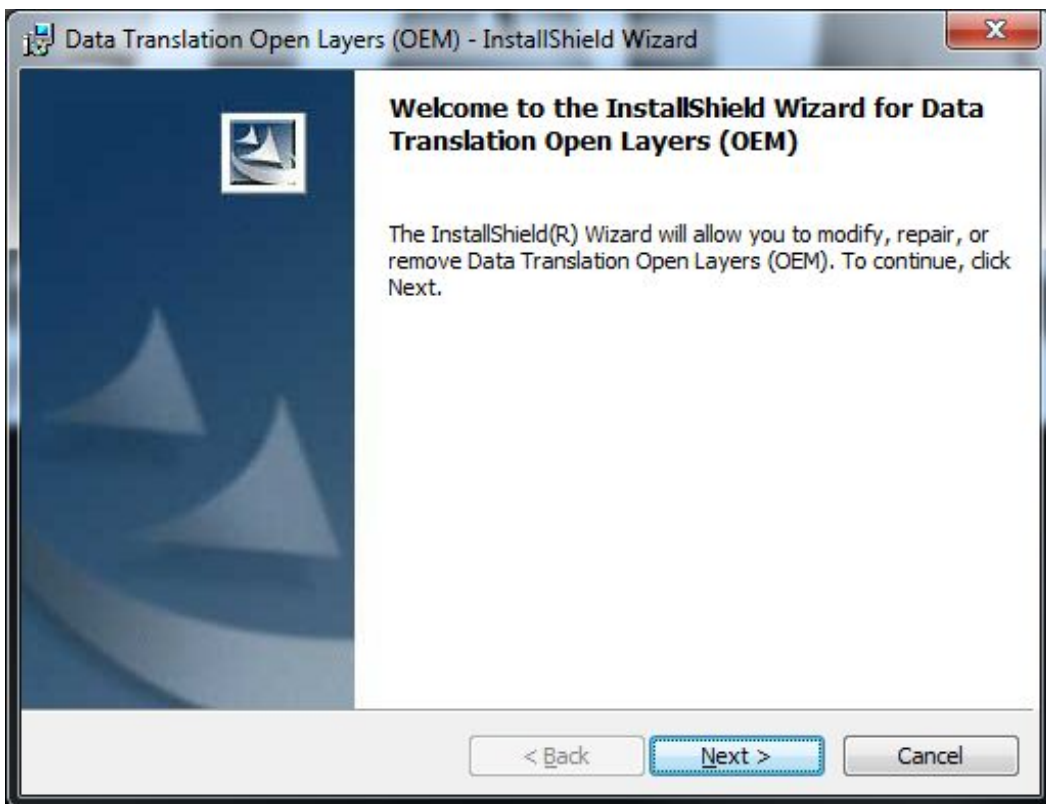 Data Translation Open Layers (OEM) - InstallShield Wizard
Welcome to the InstallShield Wizard for Data
Translation Open Layers (OEM)
The InstallShield(R) Wizard will allow you to modify, repair, or
remove Data Translation Open Layers (OEM). To continue, click
Next.
< Back
Next >
Cancel